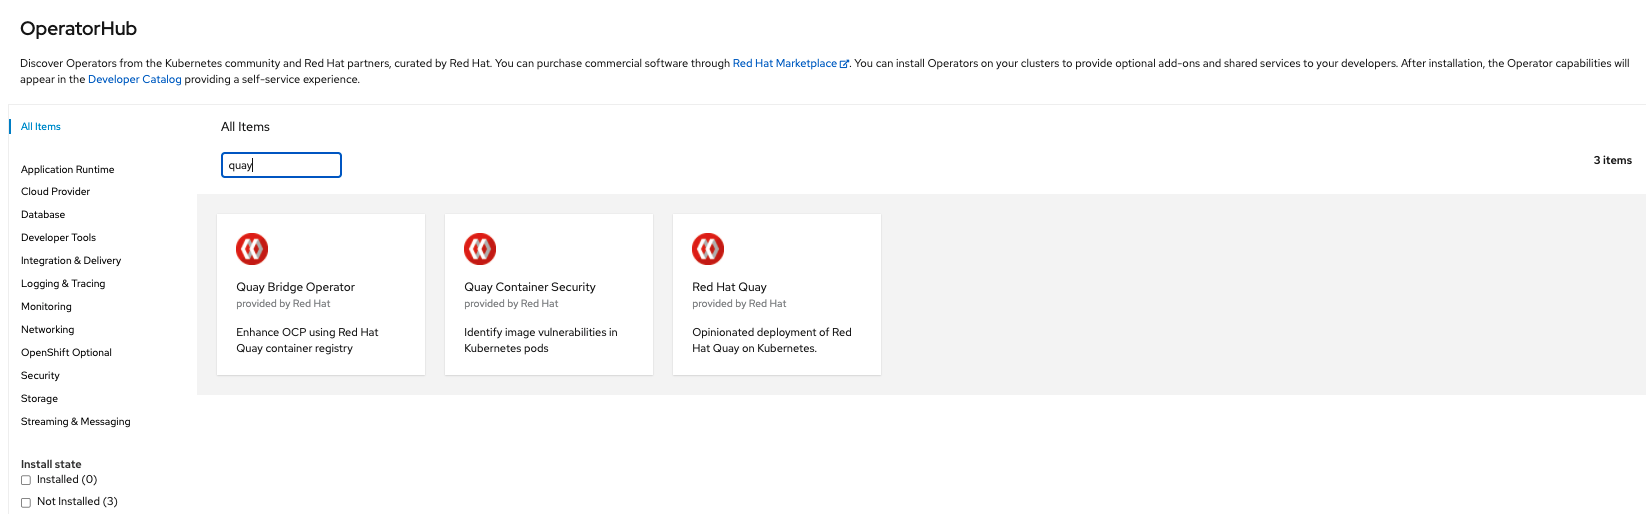 OperatorHub
Discover Operators from the Kubernetes community and Red Hat partners, curated by Red Hat. You can purchase commercial software through Red Hat Marketplace. You can install Operators on your clusters to provide optional add-ons and shared services to your developers. After installation, the Operator capabilities will
appear in the Developer Catalog providing a self-service experience.
All Items
Application Runtime
Cloud Provider
Database
Developer Tools
Integration & Delivery
Logging & Tracing
Monitoring
Networking
OpenShift Optional
Security
Storage
Streaming & Messaging
Install state
Installed (0)
Not Installed (3)
All Items
quay
3 items
Quay Bridge Operator
provided by Red Hat
Enhance OCP using Red Hat
Quay container registry
Quay Container Security
provided by Red Hat
Identify image vulnerabilities in
Kubernetes pods
Red Hat Quay
provided by Red Hat
Opinionated deployment of Red
Hat Quay on Kubernetes.